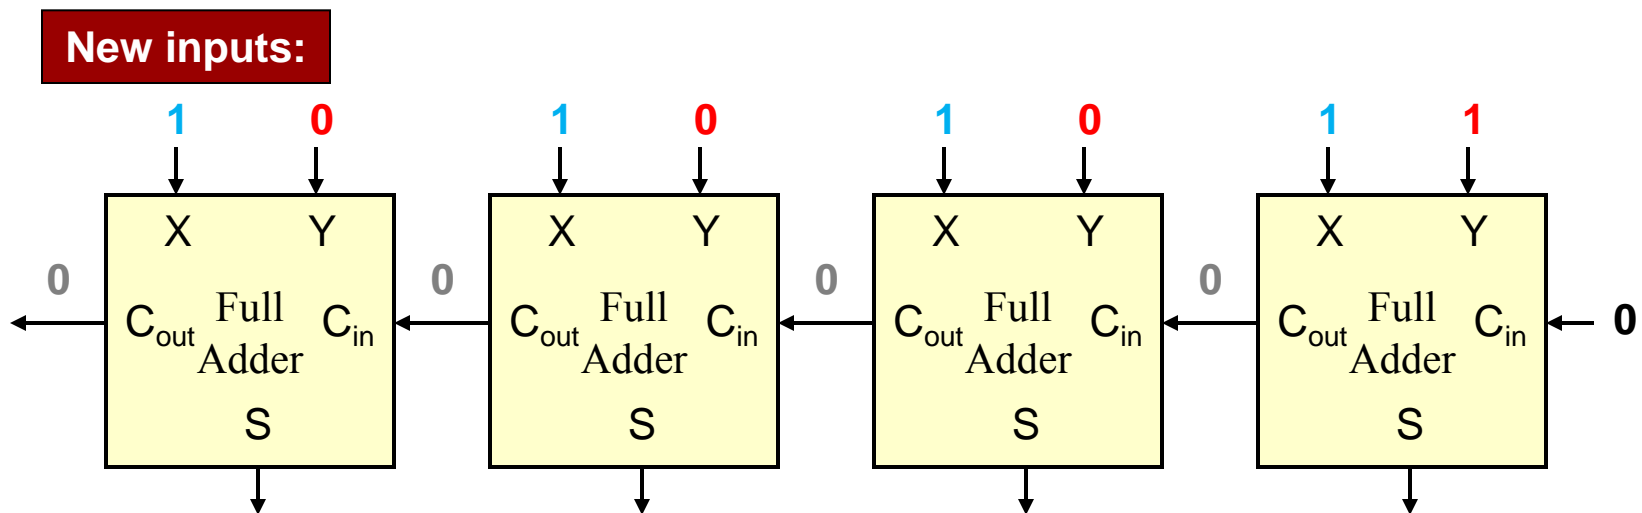 New inputs:
1 0 1 0 1 0 1 1
X Y X Y X Y X Y
0 0 0 0
Full Full Full Full
Cout Cin Cout Cin Cout Cin Cout Cin 0
Adder Adder Adder Adder
S S S S